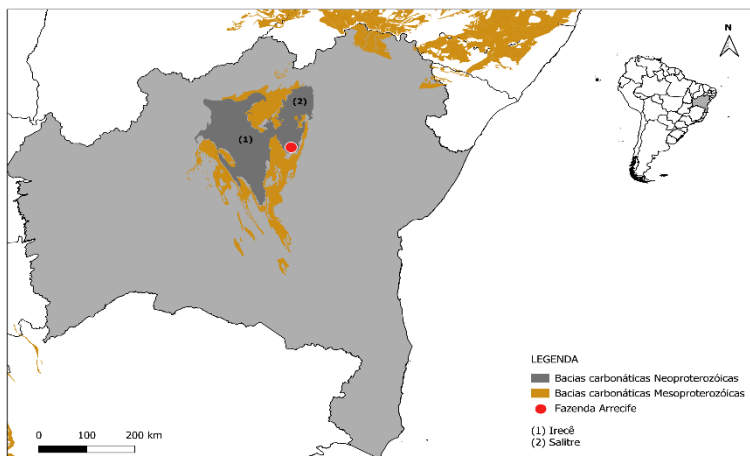 N
(2)
(1)
LEGENDA
Bacias carbonáticas Neoproterozóicas
Bacias carbonáticas Mesoproterozóicas
Fazenda Arrecife
(1) Irecê
(2) Salitre
0 100 200 km